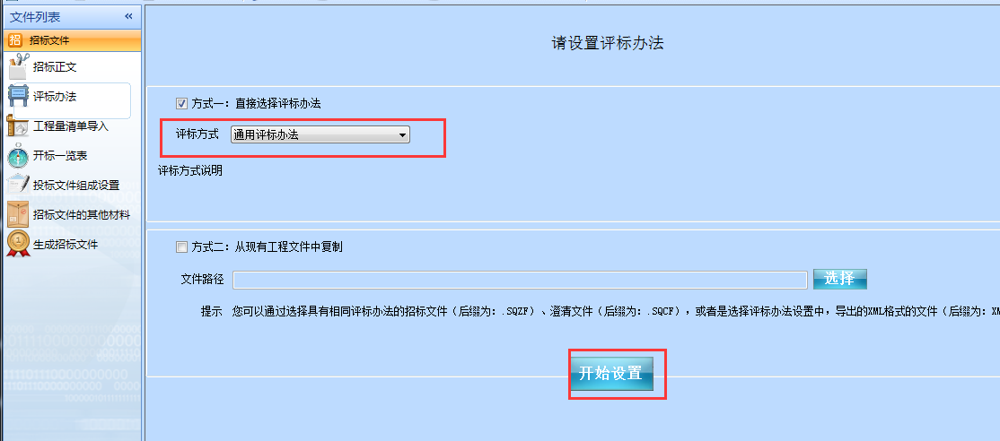 文件列表 «
招 招标文件
招标正文
评标办法
工程量清单导入
开标一览表
投标文件组成设置
招标文件的其他材料
生成招标文件
请设置评标办法
方式一：直接选择评标办法
评标方式 通用评标办法
评标方式说明
方式二：从现有工程文件中复制
文件路径 选择
提示 您可以通过选择具有相同评标办法的招标文件（后缀为：.SQZF）、澄清文件（后缀为：.SQCF），或者是选择评标办法设置中，导出的XML格式的文件（后缀为：XM
开始设置